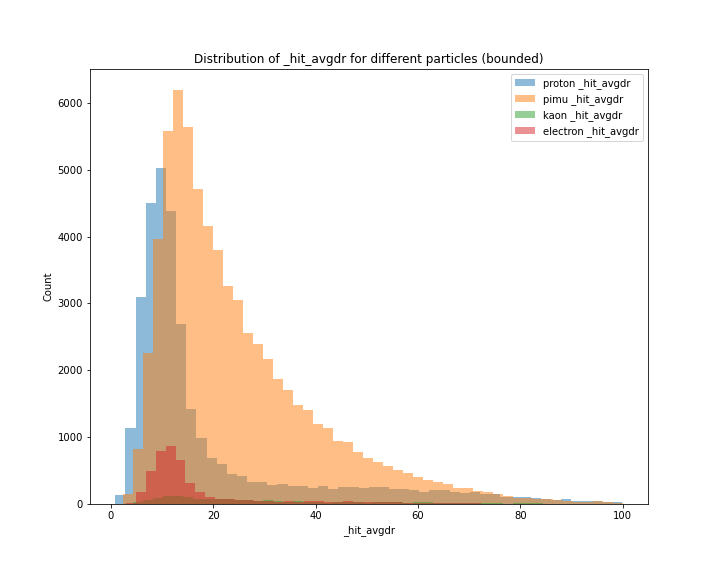 Distribution of _hit_avgdr for different particles (bounded)
proton _hit_avgdr
pimu _hit_avgdr
kaon _hit_avgdr
electron _hit_avgdr
Count
6000
5000
4000
3000
2000
1000
0
0 20 40 60 80 100
_hit_avgdr